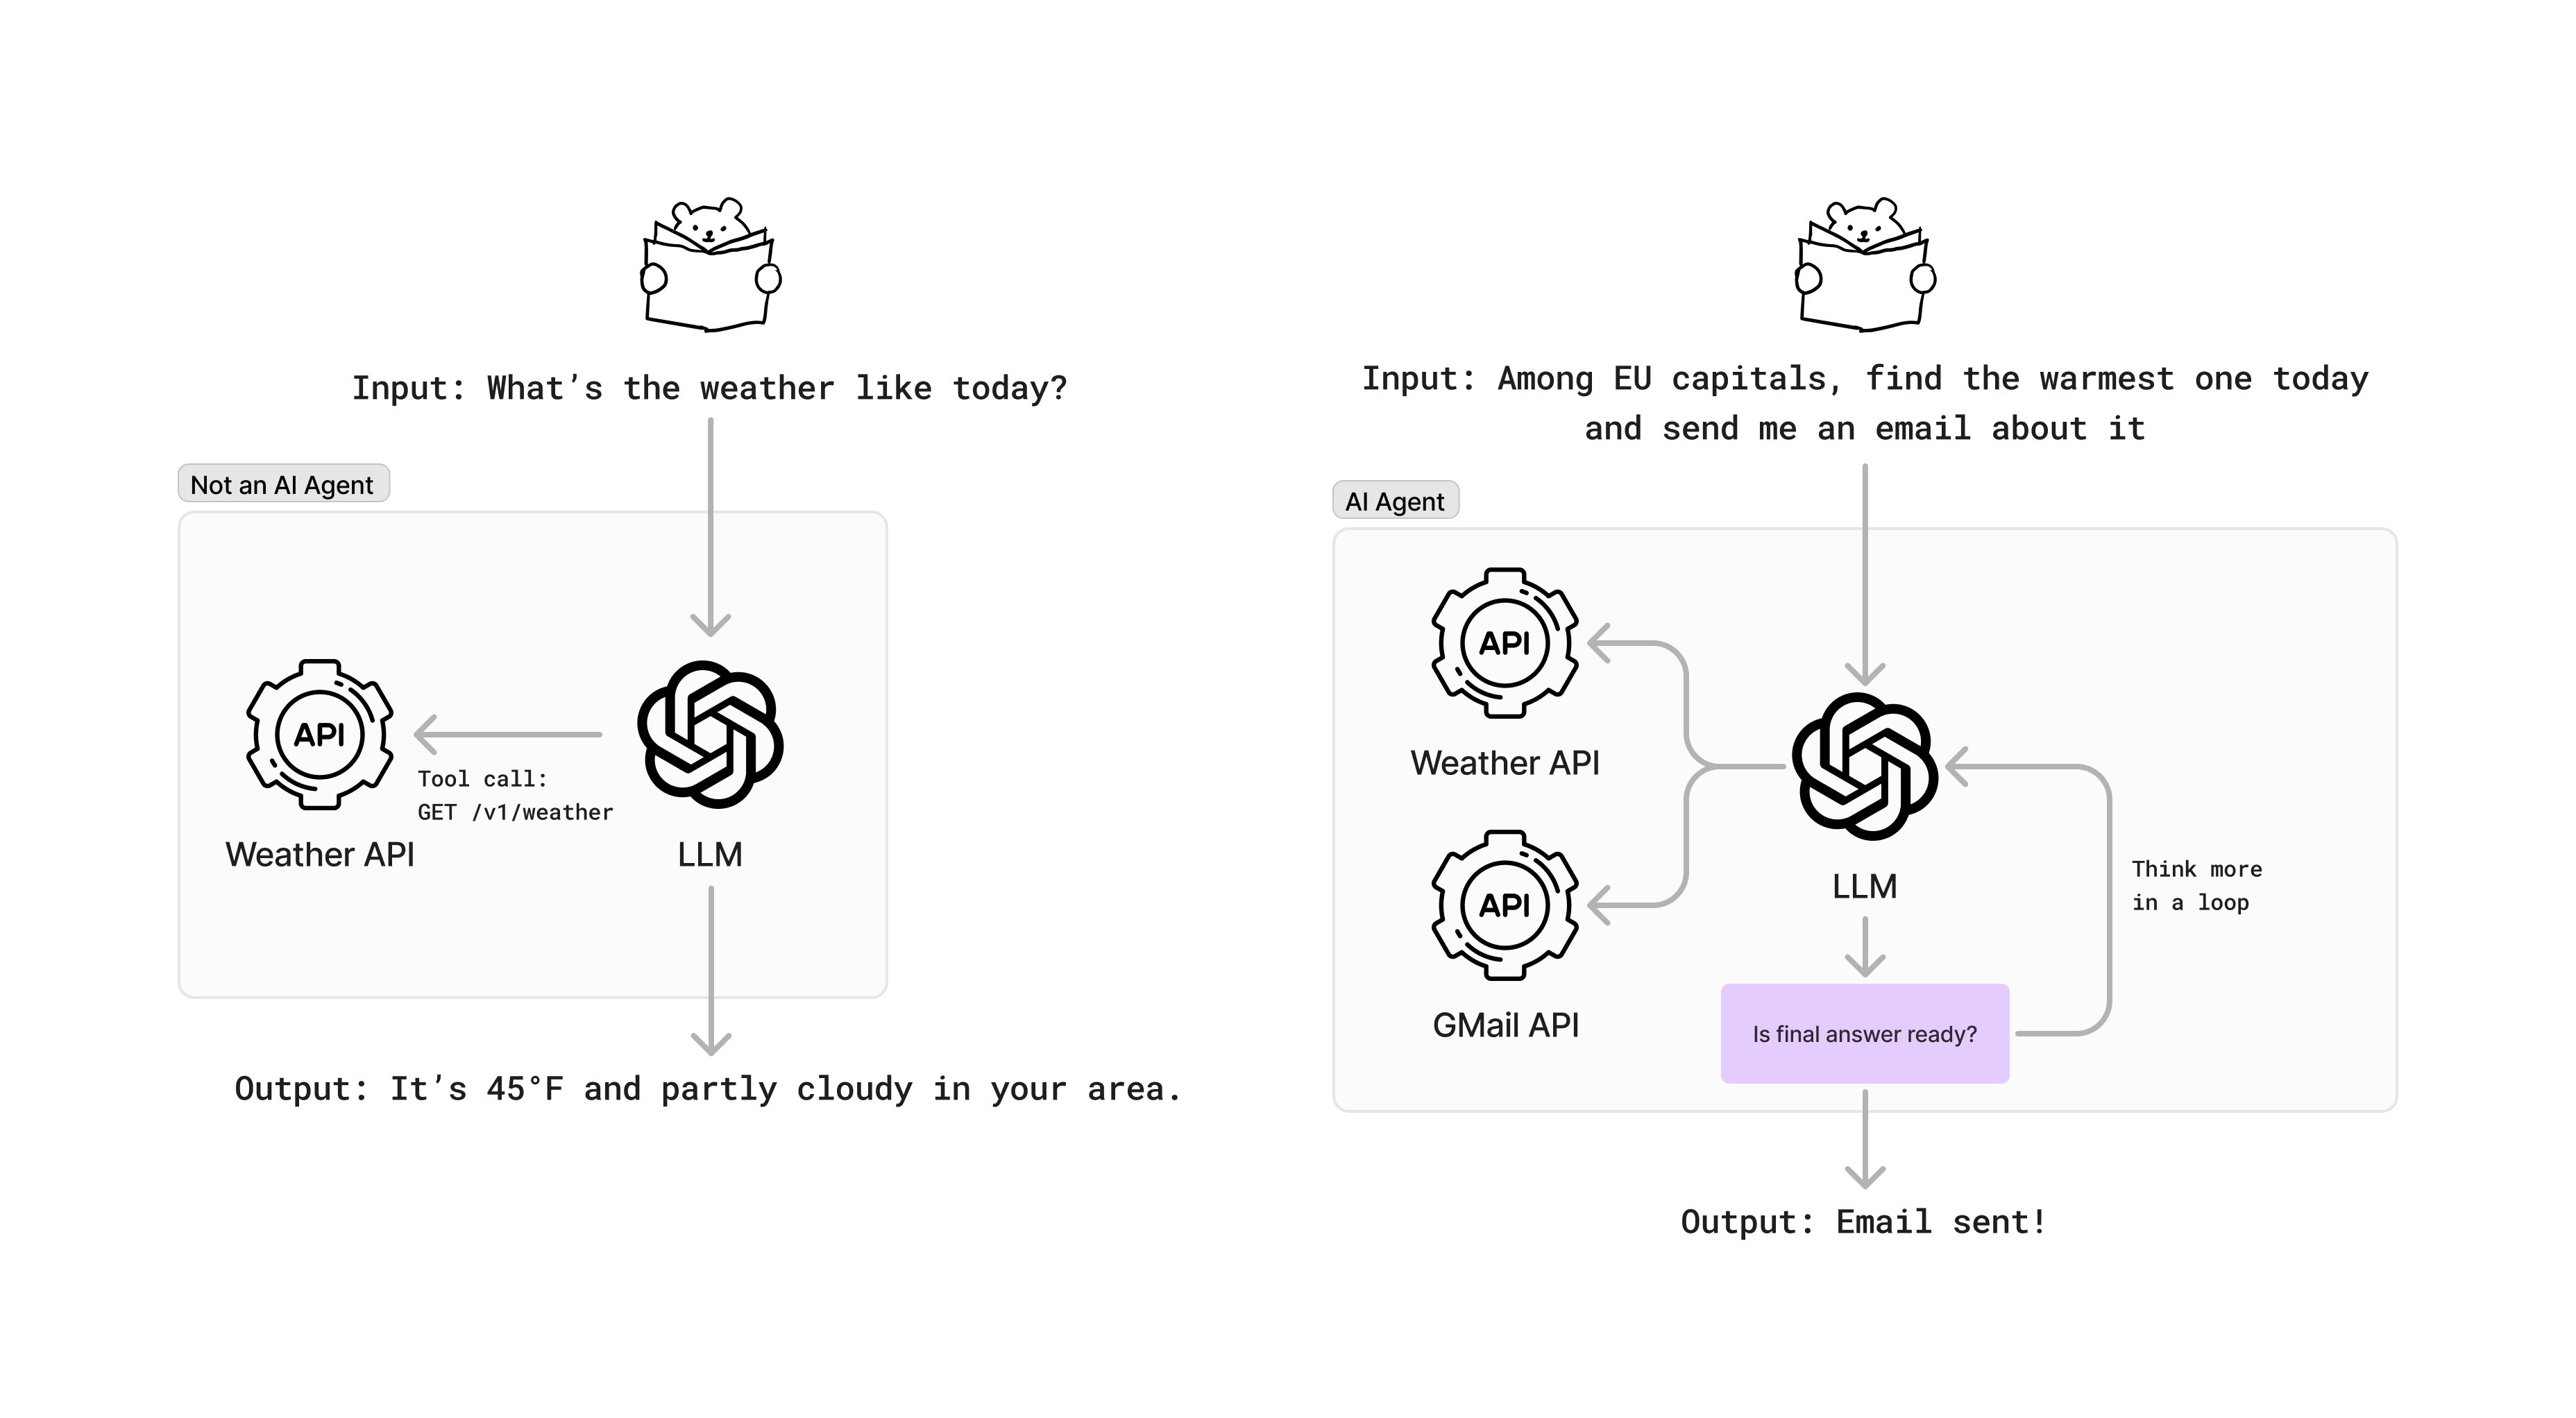 Input: What’s the weather like today?
Not an AI Agent
API
Tool call:
GET /v1/weather
Weather API
LLM
Output: It’s 45°F and partly cloudy in your area.
Input: Among EU capitals, find the warmest one today
and send me an email about it
AI Agent
API
Weather API
API
GMail API
LLM
Think more
in a loop
Is final answer ready?
Output: Email sent!